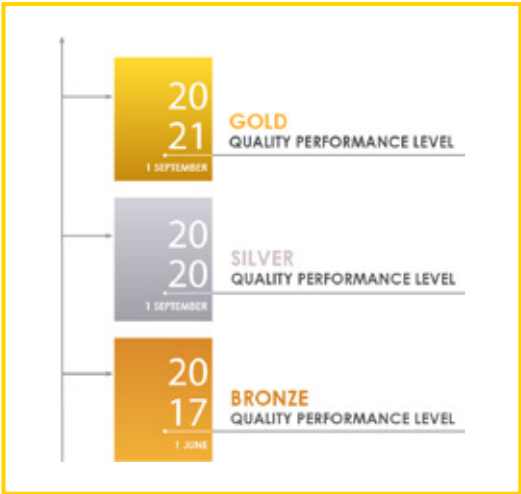 20
21
1 SEPTEMBER
GOLD
QUALITY PERFORMANCE LEVEL
20
20
1 SEPTEMBER
SILVER
QUALITY PERFORMANCE LEVEL
20
17
1 JUNE
BRONZE
QUALITY PERFORMANCE LEVEL